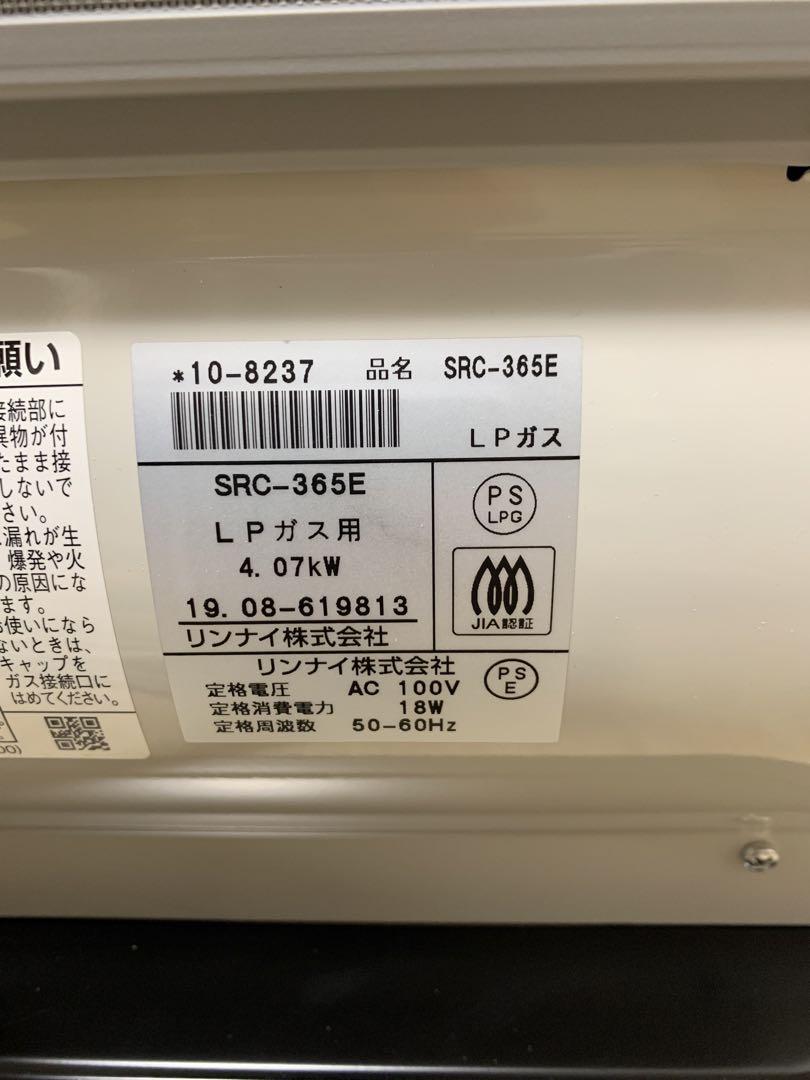 願い
接続部に
異物が付
たまま接
しないで
さい。
漏れが生
爆発や火
の原因にな
ます。
お使いになら
ないときは、
キャップを
ガス接続口に
はめてください。
00)
*10-8237 品名 SRC-365E
LPガス
SRC-365E
LPガス用
4.07kW
19.08-619813
リンナイ株式会社
PS
LPG
JIA認証
リンナイ株式会社
定格電圧 AC 100V
定格消費電力 18W
定格周波数 50-60Hz
PS
E